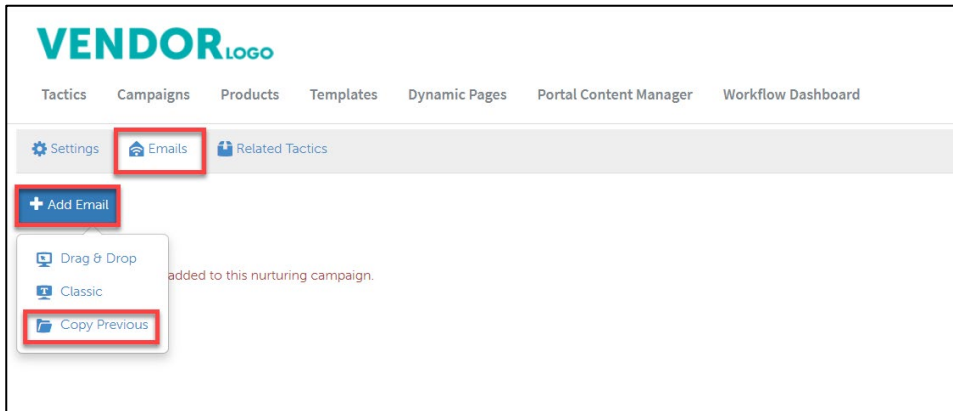 VENDOR LOGO
Tactics Campaigns Products Templates Dynamic Pages Portal Content Manager Workflow Dashboard
Settings Emails Related Tactics
+ Add Email
Drag & Drop
added to this nurturing campaign.
Classic
Copy Previous